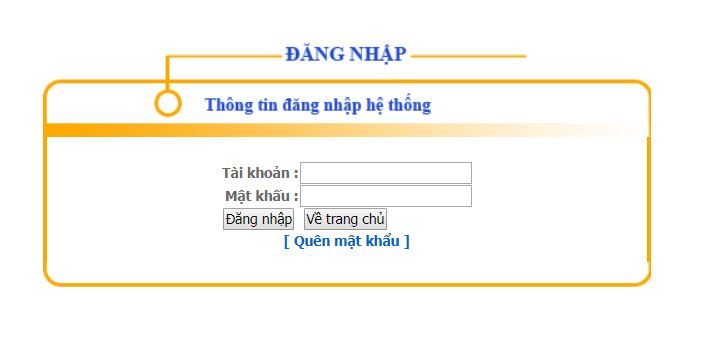 ĐĂNG NHẬP
Thông tin đăng nhập hệ thống
Tài khoản :
Mật khẩu :
Đăng nhập Về trang chủ
[ Quên mật khẩu ]